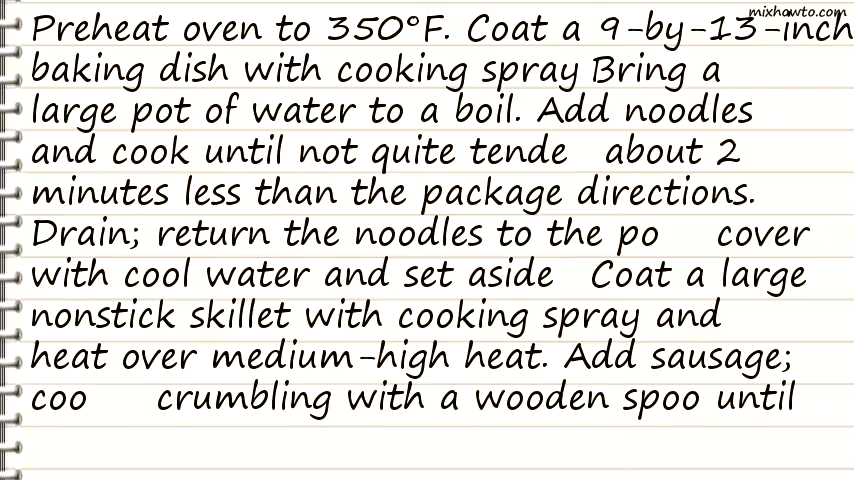 mixhowto.com
Preheat oven to 350°F. Coat a 9-by-13-inch
baking dish with cooking spray Bring a
large pot of water to a boil. Add noodles
and cook until not quite tende about 2
minutes less than the package directions.
Drain; return the noodles to the po cover
with cool water and set aside Coat a large
nonstick skillet with cooking spray and
heat over medium-high heat. Add sausage;
coo crumbling with a wooden spoo until